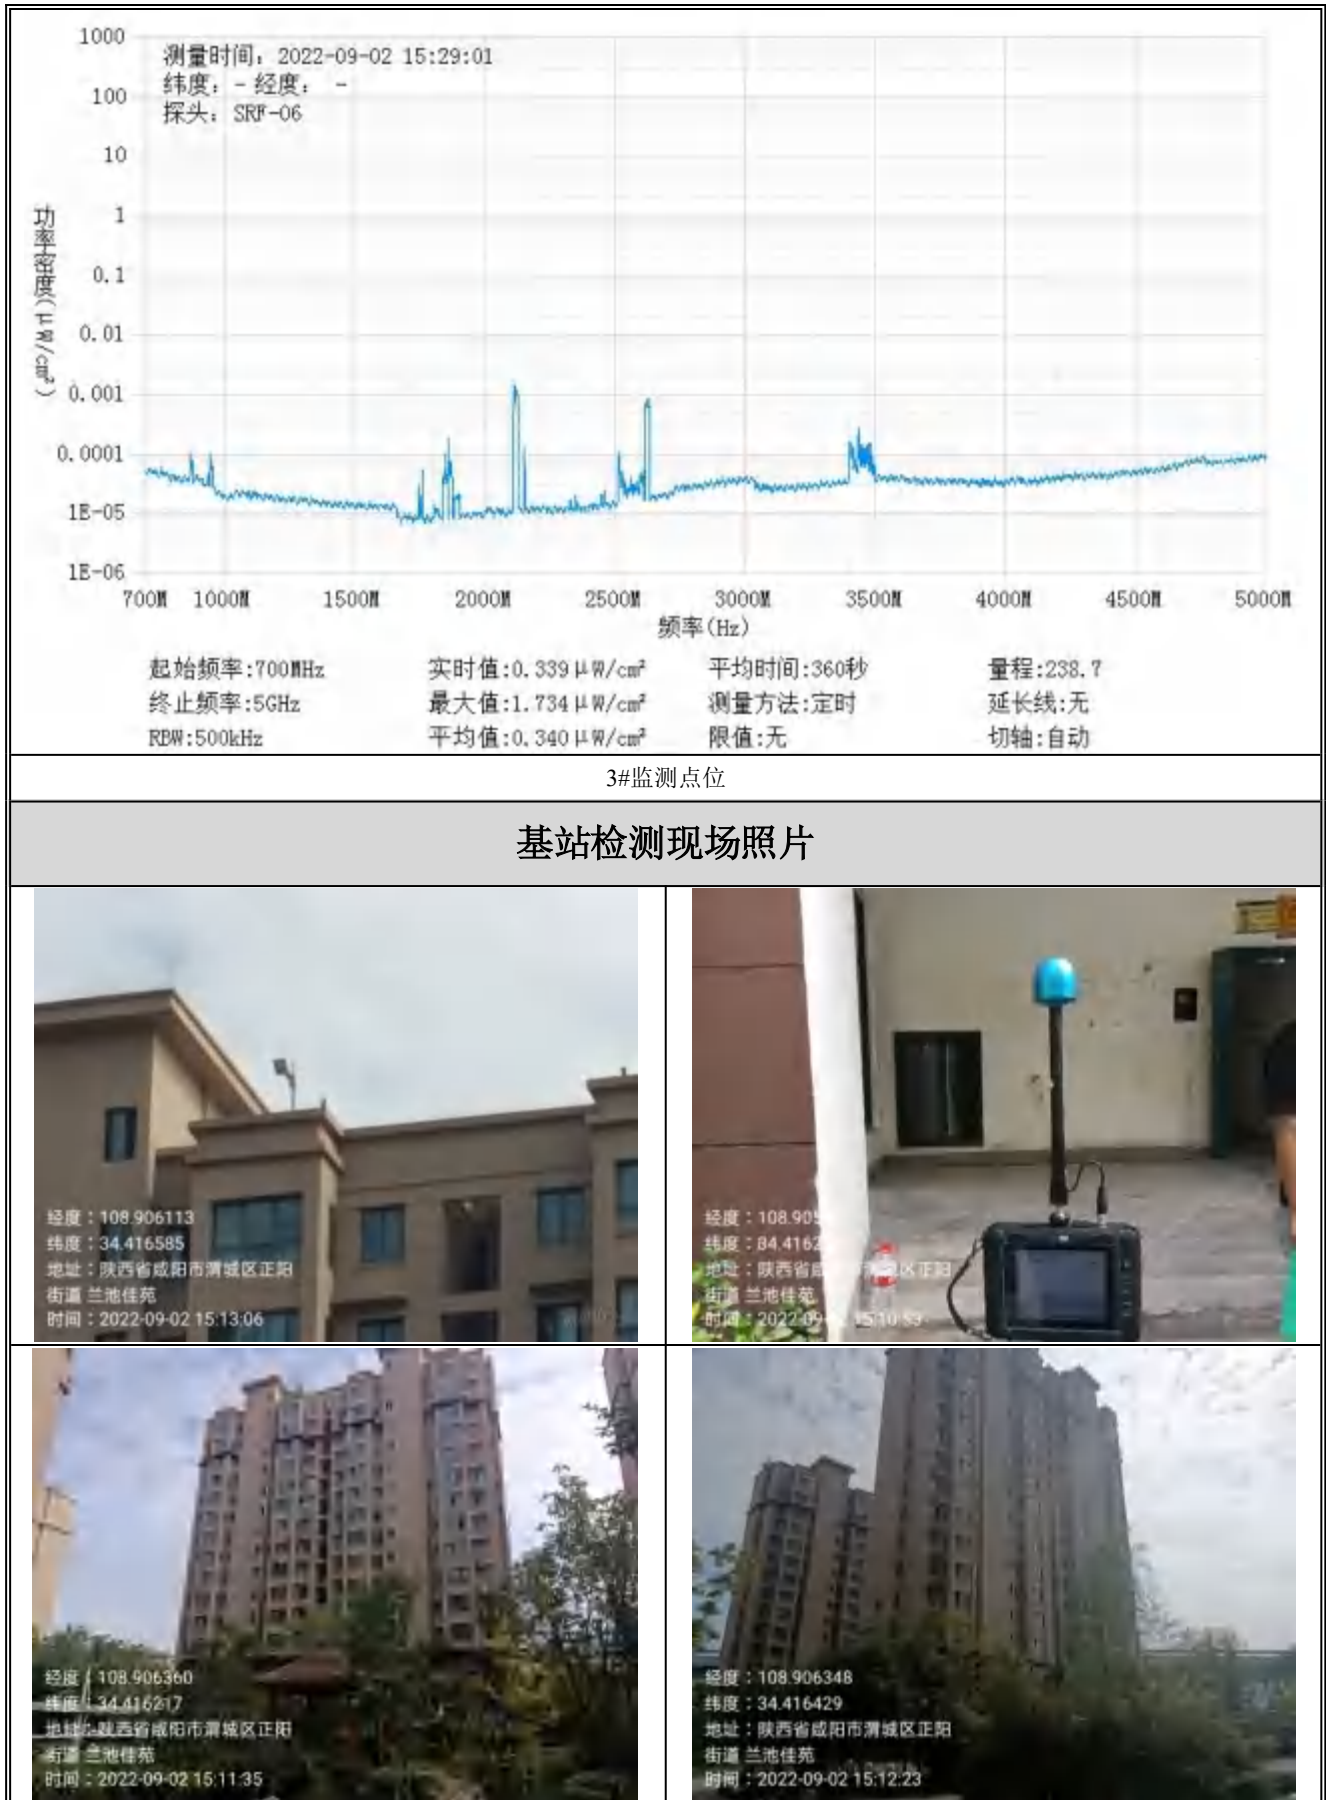 1000
测量时间：2022-09-02 15:29:01
纬度：- 经度： -
100
探头：SRF-06
10
1
0.1
0.01
0.001
0.0001
1E-05
1E-06
功率密度(μW/cm²)
700M 1000M 1500M 2000M 2500M 3000M 3500M 4000M 4500M 5000M
频率(Hz)
起始频率:700MHz 实时值:0.339μW/cm² 平均时间:360秒 量程:238.7
终止频率:5GHz 最大值:1.734μW/cm² 测量方法:定时 延长线:无
RBW:500kHz 平均值:0.340μW/cm² 限值:无 切轴:自动
3#监测点位
基站检测现场照片
经度：108.906113
纬度：34.416585
地址：陕西省咸阳市渭城区正阳
街道 兰池佳苑
时间：2022-09-02 15:13:06
经度：108.905
纬度：34.4162
地址：陕西省咸阳市渭城区正阳
街道 兰池佳苑
时间：2022-09-02 15:10:53
经度：108.906360
纬度：34.416217
地址：陕西省咸阳市渭城区正阳
街道 兰池佳苑
时间：2022-09-02 15:11:35
经度：108.906348
纬度：34.416429
地址：陕西省咸阳市渭城区正阳
街道 兰池佳苑
时间：2022-09-02 15:12:23